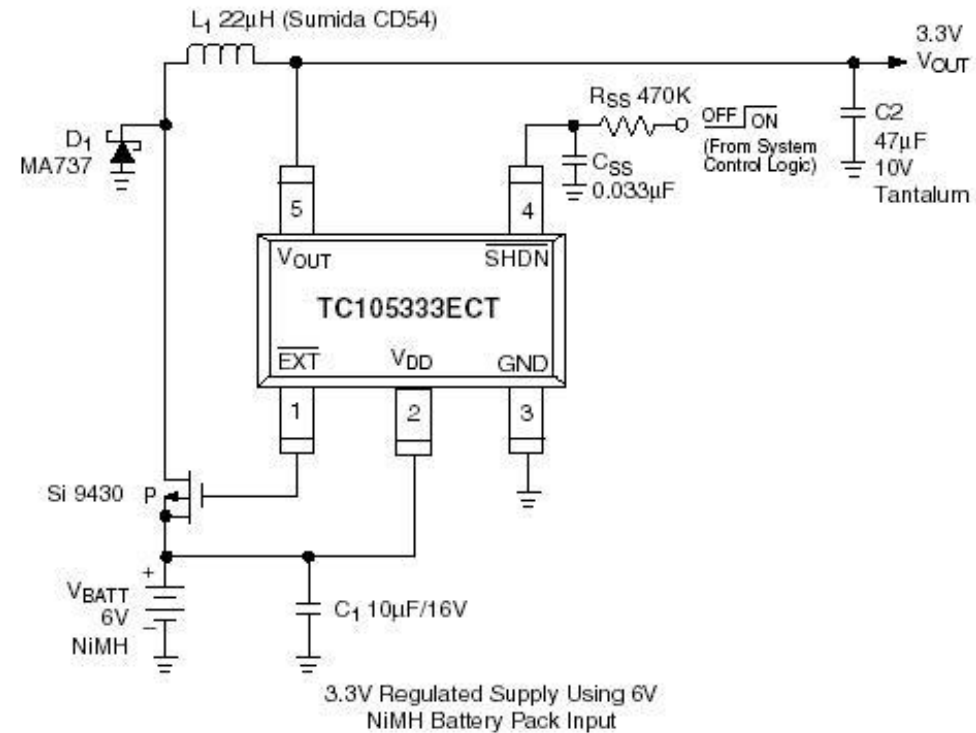 L1 22µH (Sumida CD54)
3.3V
VOUT
RSS 470K
OFF ON
(From System
Control Logic)
C2
47µF
10V
Tantalum
D1
MA737
CSS
0.033µF
5
4
VOUT
SHDN
TC105333ECT
EXT
VDD
GND
1
2
3
Si 9430
P
+
VBATT
6V
−
NiMH
C1 10µF/16V
3.3V Regulated Supply Using 6V
NiMH Battery Pack Input